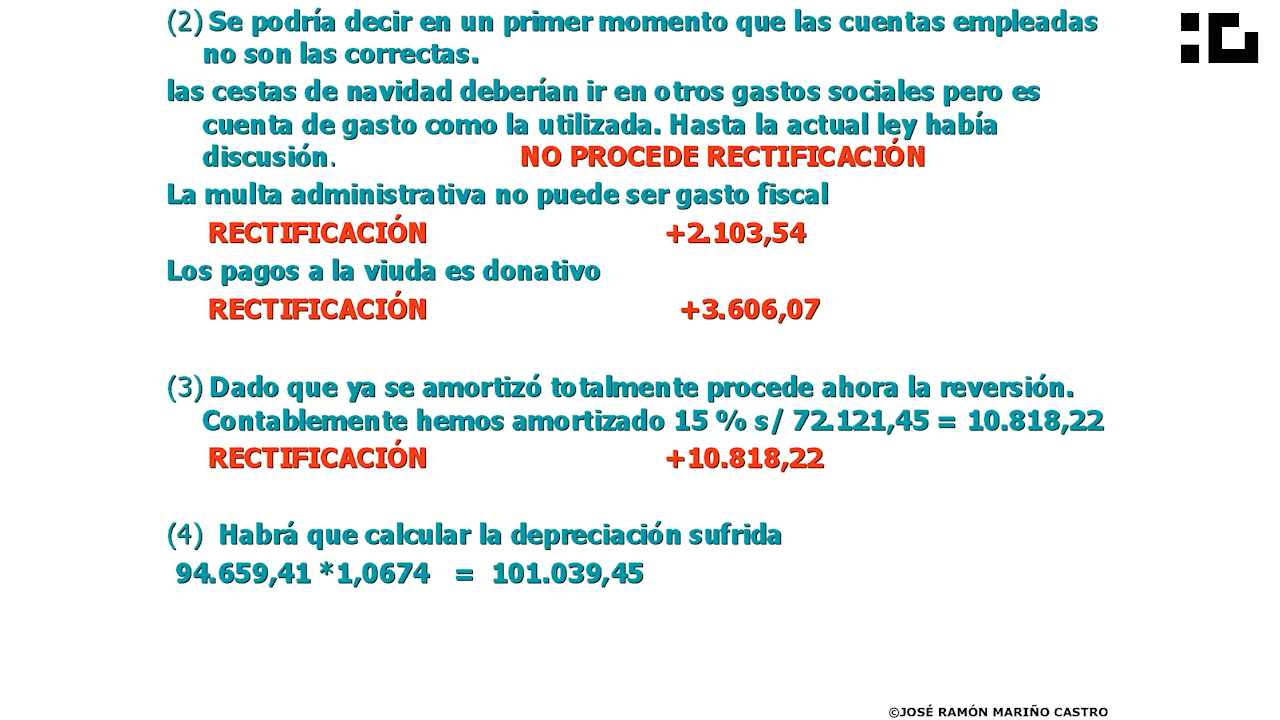 (2) Se podría decir en un primer momento que las cuentas empleadas
no son las correctas.
las cestas de navidad deberían ir en otros gastos sociales pero es
cuenta de gasto como la utilizada. Hasta la actual ley había
discusión. NO PROCEDE RECTIFICACIÓN
La multa administrativa no puede ser gasto fiscal
RECTIFICACIÓN +2.103,54
Los pagos a la viuda es donativo
RECTIFICACIÓN +3.606,07
(3) Dado que ya se amortizó totalmente procede ahora la reversión.
Contablemente hemos amortizado 15 % s/ 72.121,45 = 10.818,22
RECTIFICACIÓN +10.818,22
(4) Habrá que calcular la depreciación sufrida
94.659,41 *1,0674 = 101.039,45
©JOSÉ RAMÓN MARIÑO CASTRO